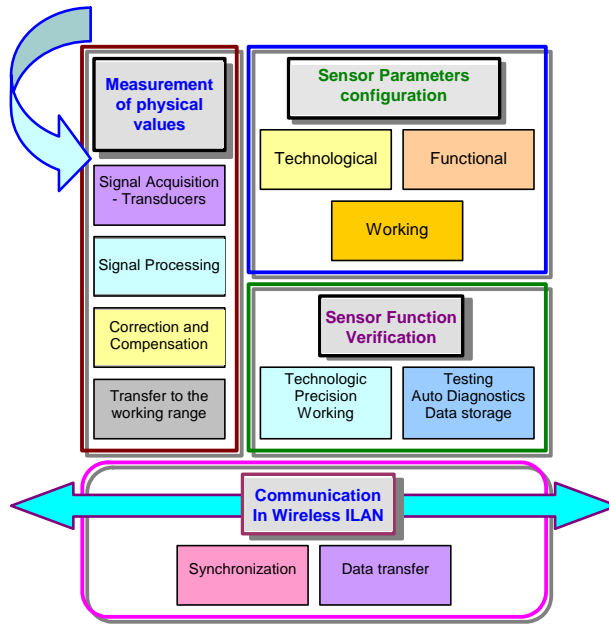 Measurement
of physical
values
Signal Acquisition
- Transducers
Signal Processing
Correction and
Compensation
Transfer to the
working range
Sensor Parameters
configuration
Technological
Functional
Working
Sensor Function
Verification
Technologic
Precision
Working
Testing
Auto Diagnostics
Data storage
Communication
In Wireless ILAN
Synchronization
Data transfer